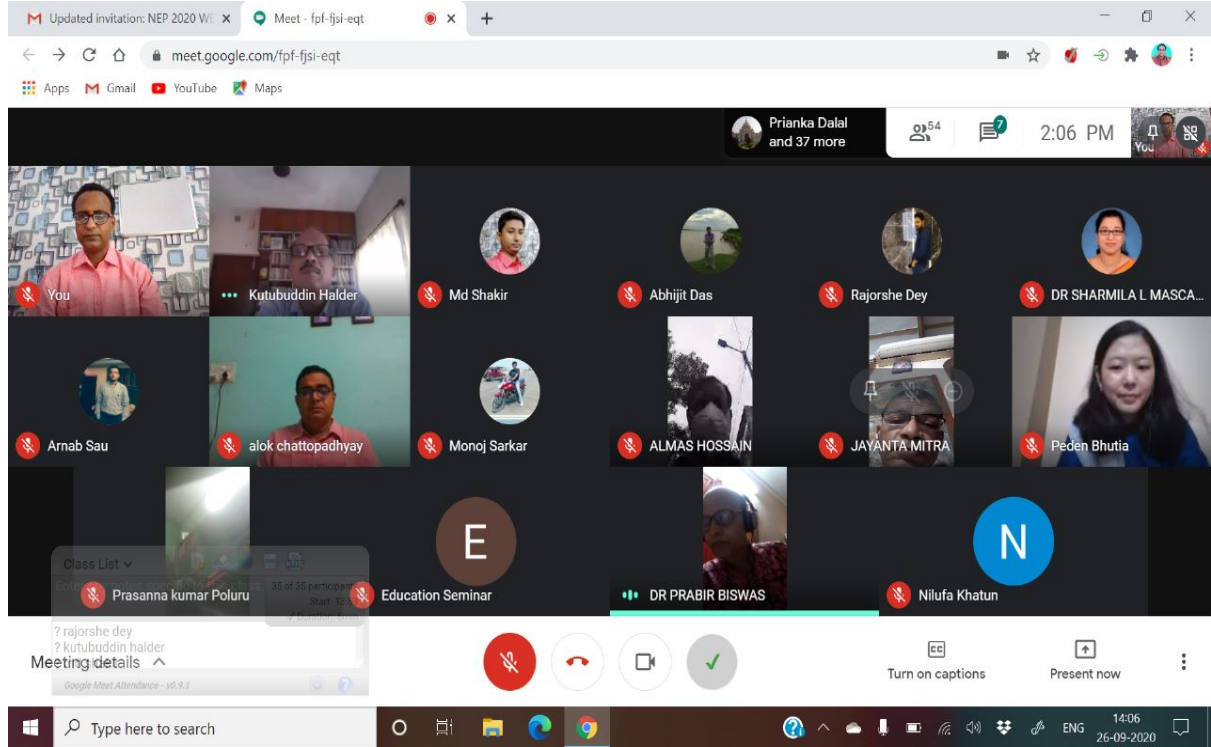 Updated invitation: NEP 2020 WE
Meet - fpf-fjsi-eqt
meet.google.com/fpf-fjsi-eqt
Apps Gmail YouTube Maps
Prianka Dalal
and 37 more
54
7
2:06 PM
You
You
Kutubuddin Halder
Md Shakir
Abhijit Das
Rajorshe Dey
DR SHARMILA L MASCA...
Arnab Sau
alok chattopadhyay
Monoj Sarkar
ALMAS HOSSAIN
JAYANTA MITRA
Peden Bhutia
E
N
Class List
35 of 35 participants
Prasanna kumar Poluru
Education Seminar
DR PRABIR BISWAS
Nilufa Khatun
? rajorshe dey
? kutubuddin halder
Meeting details
Google Meet Attendance - v0.9.1
CC
Turn on captions
Present now
Type here to search
ENG
14:06
26-09-2020